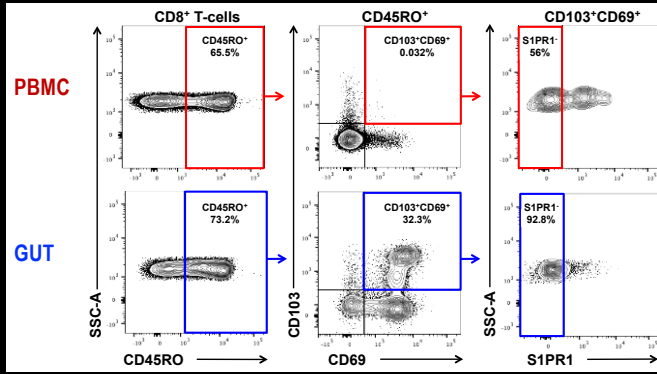 CD8⁺ T-cells
CD45RO⁺
CD103⁺CD69⁺
PBMC
SSC-A
CD45RO⁺
65.5%
CD103⁺CD69⁺
0.032%
S1PR1⁻
56%
GUT
SSC-A
CD45RO⁺
73.2%
CD103
CD103⁺CD69⁺
32.3%
SSC-A
S1PR1⁻
92.8%
CD45RO
CD69
S1PR1